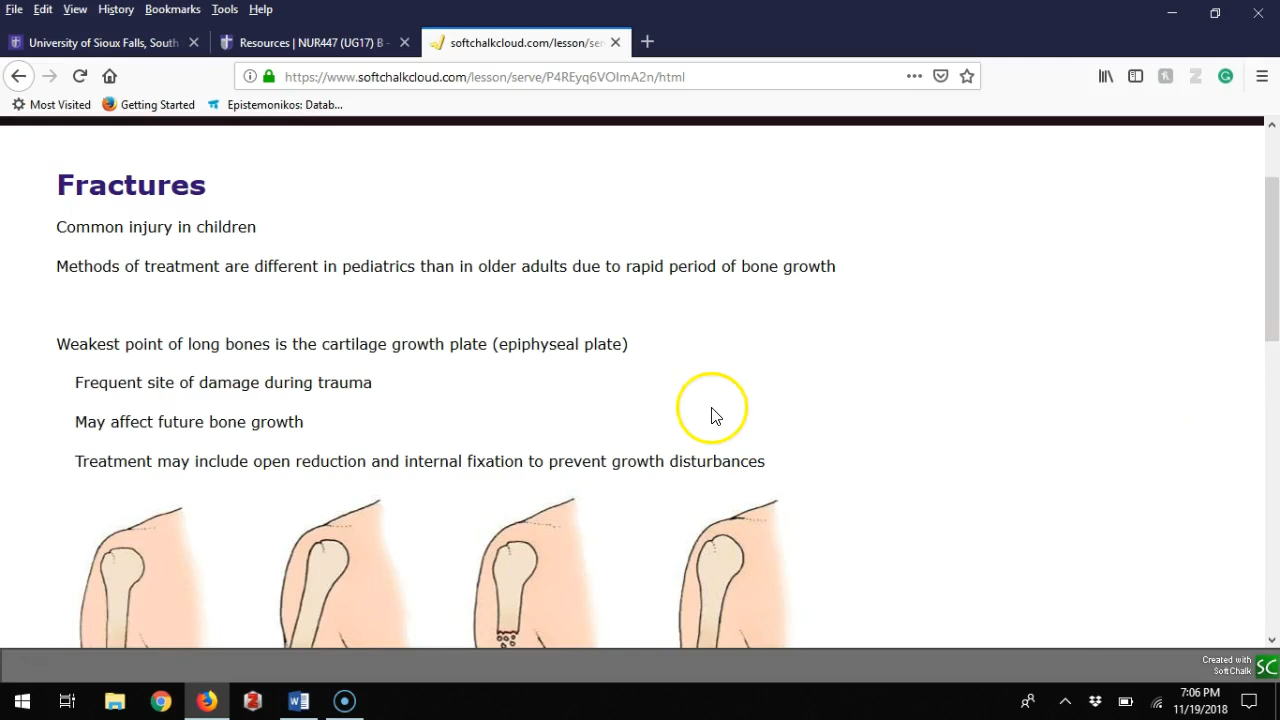 File Edit View History Bookmarks Tools Help
University of Sioux Falls, South
Resources | NUR447 (UG17) B -
softchalkcloud.com/lesson/ser
https://www.softchalkcloud.com/lesson/serve/P4REyq6VOImA2n/html
Most Visited Getting Started Epistemonikos: Datab...
Fractures
Common injury in children
Methods of treatment are different in pediatrics than in older adults due to rapid period of bone growth
Weakest point of long bones is the cartilage growth plate (epiphyseal plate)
Frequent site of damage during trauma
May affect future bone growth
Treatment may include open reduction and internal fixation to prevent growth disturbances
Created with
SoftChalk
SC
7:06 PM
11/19/2018